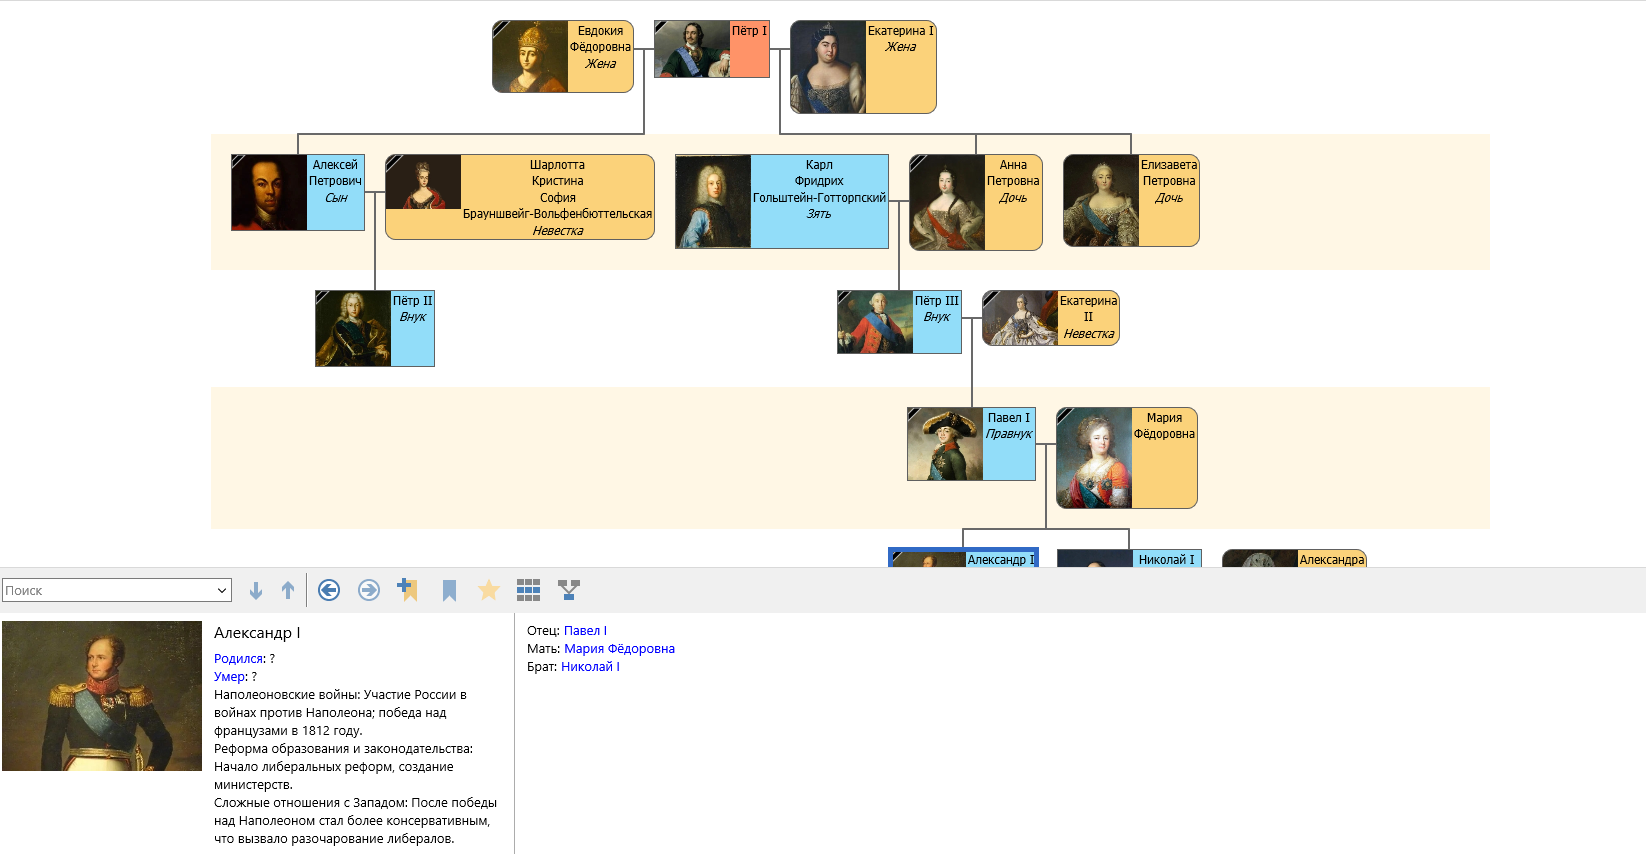 Евдокия
Фёдоровна
Жена
Пётр I
Екатерина I
Жена
Алексей
Петрович
Сын
Шарлотта
Кристина
София
Брауншвейг-Вольфенбюттельская
Невестка
Карл
Фридрих
Гольштейн-Готторпский
Зять
Анна
Петровна
Дочь
Елизавета
Петровна
Дочь
Пётр II
Внук
Пётр III
Внук
Екатерина
II
Невестка
Павел I
Правнук
Мария
Фёдоровна
Александр I
Николай I
Александра
Поиск
Александр I
Родился: ?
Умер: ?
Наполеоновские войны: Участие России в
войнах против Наполеона; победа над
французами в 1812 году.
Реформа образования и законодательства:
Начало либеральных реформ, создание
министерств.
Сложные отношения с Западом: После победы
над Наполеоном стал более консервативным,
что вызвало разочарование либералов.
Отец: Павел I
Мать: Мария Фёдоровна
Брат: Николай I